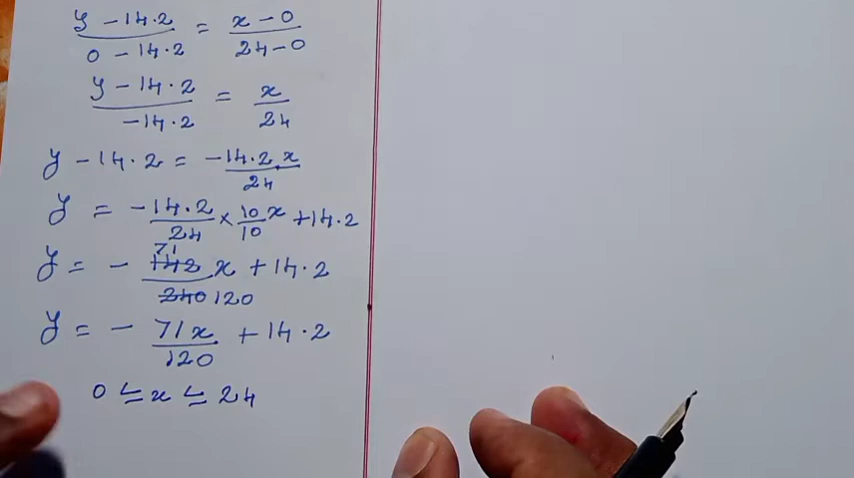 y - 14.2 / 0 - 14.2 = x - 0 / 24 - 0
y - 14.2 / -14.2 = x / 24
y - 14.2 = -14.2 x / 24
y = -14.2 / 24 × 10 / 10 x + 14.2
y = - 142 71 / 240 120 x + 14.2
y = - 71x / 120 + 14.2
0 ≤ x ≤ 24